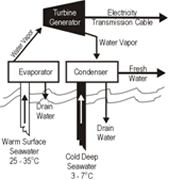 Turbine
Generator
Electricity
Transmission Cable
Water Vapor
Water Vapor
Evaporator
Condenser
Fresh
Water
Drain
Water
Drain
Water
Warm Surface
Seawater
25 - 35°C
Cold Deep
Seawater
3 - 7°C